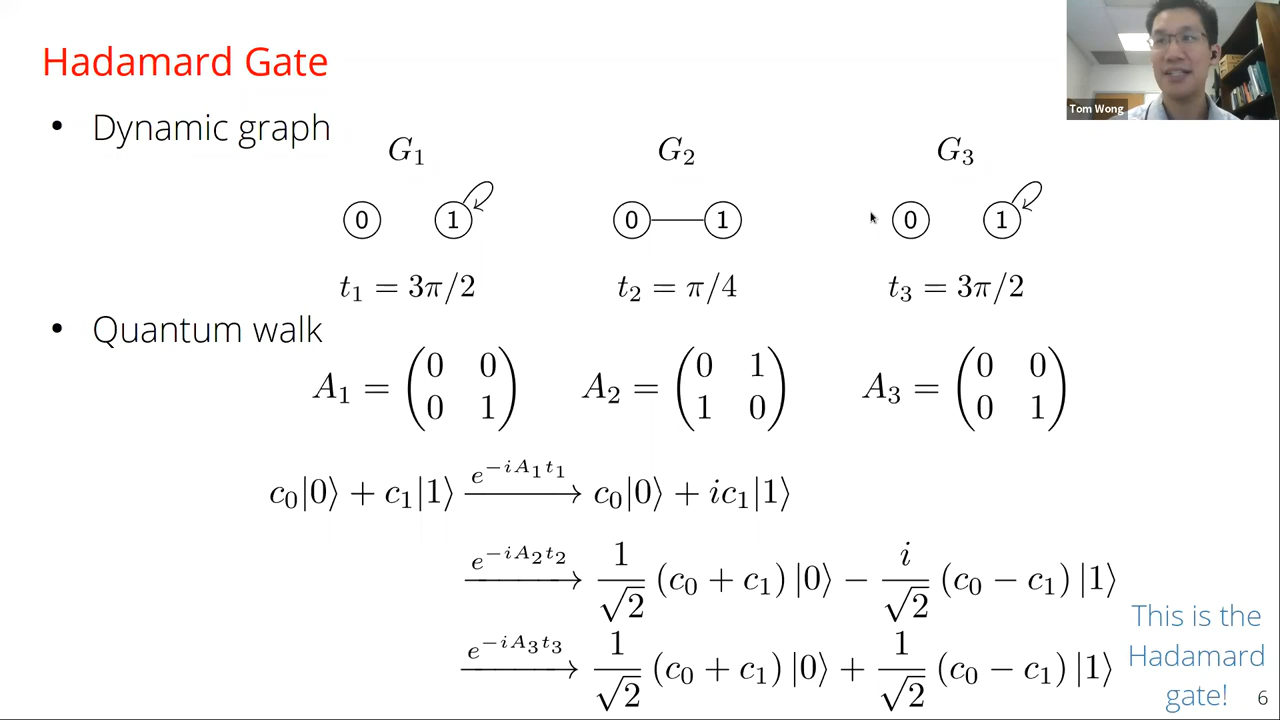 Hadamard Gate
Tom Wong
• Dynamic graph
G₁ G₂ G₃
0 1 0 1 0 1
t₁ = 3π/2 t₂ = π/4 t₃ = 3π/2
• Quantum walk
A₁ = (0 0 0 1) A₂ = (0 1 1 0) A₃ = (0 0 0 1)
c₀|0⟩ + c₁|1⟩ e^{−iA₁t₁}→ c₀|0⟩ + ic₁|1⟩
e^{−iA₂t₂}→ 1/√2 (c₀ + c₁) |0⟩ − i/√2 (c₀ − c₁) |1⟩
e^{−iA₃t₃}→ 1/√2 (c₀ + c₁) |0⟩ + 1/√2 (c₀ − c₁) |1⟩
This is the
Hadamard
gate!
6